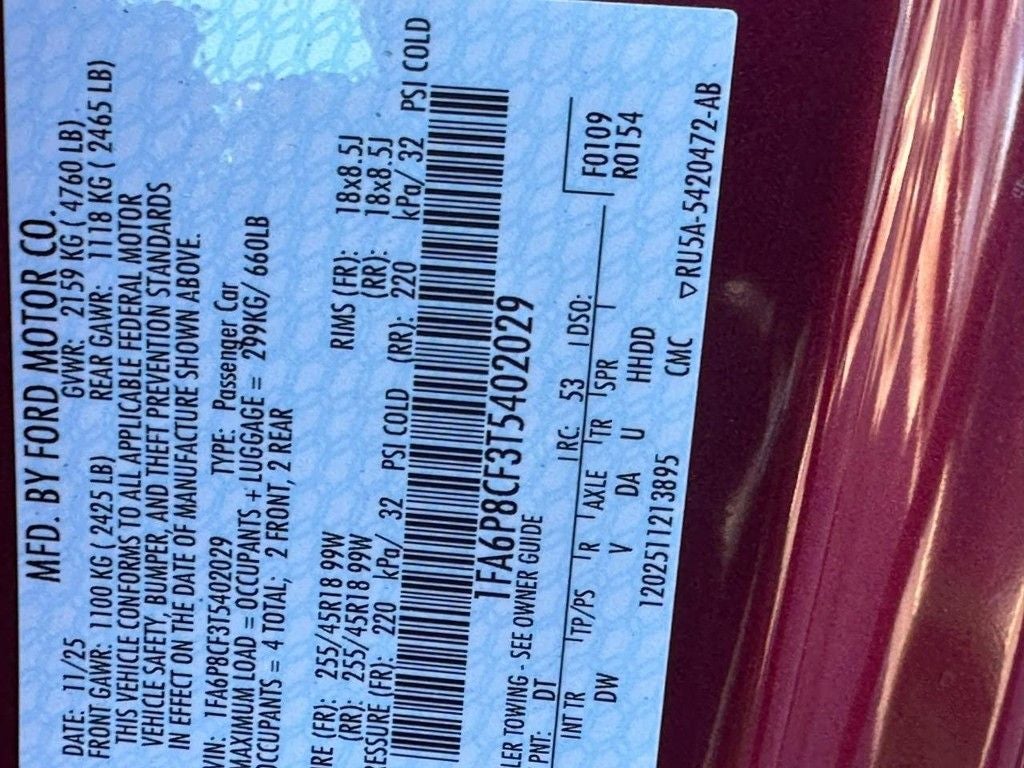 MFD. BY FORD MOTOR CO.
DATE: 11/25 GVWR: 2159 KG ( 4760 LB)
FRONT GAWR: 1100 KG ( 2425 LB) REAR GAWR: 1118 KG ( 2465 LB)
THIS VEHICLE CONFORMS TO ALL APPLICABLE FEDERAL MOTOR
VEHICLE SAFETY, BUMPER, AND THEFT PREVENTION STANDARDS
IN EFFECT ON THE DATE OF MANUFACTURE SHOWN ABOVE.
VIN: 1FA6P8CF3T5402029 TYPE: Passenger Car
MAXIMUM LOAD = OCCUPANTS + LUGGAGE = 299KG/ 660LB
OCCUPANTS = 4 TOTAL; 2 FRONT, 2 REAR
RE (FR): 255/45R18 99W RIMS (FR): 18x8.5J
(RR): 255/45R18 99W (RR): 18x8.5J
ESSURE (FR): 220 kPa/ 32 PSI COLD (RR): 220 kPa/ 32 PSI COLD
1FA6P8CF3T5402029
LER TOWING - SEE OWNER GUIDE
PNT: DT RC: 53 DSO: F0109
R0154
INT TR TP/PS R AXLE TR SPR
DW V DA U HHDD
1202511213895 CMC ▽RU5A-5420472-AB